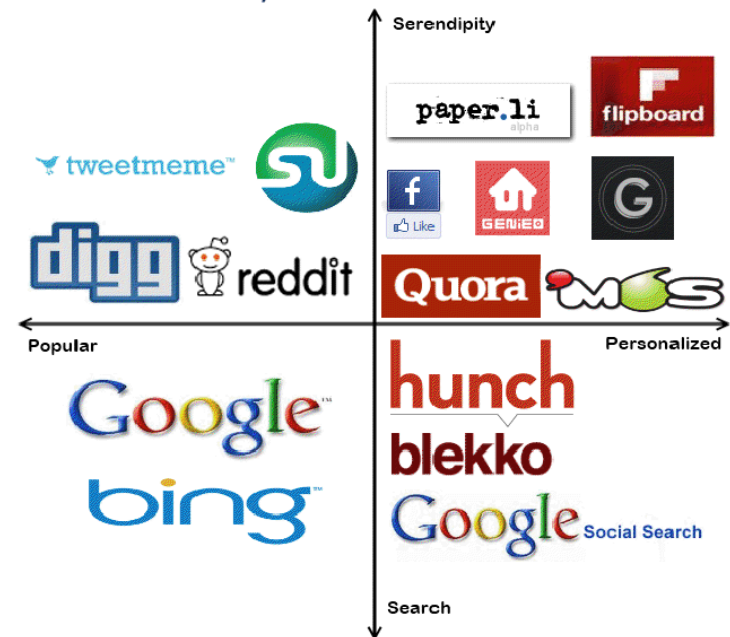 Serendipity
paper.li
alpha
flipboard
tweetmeme™
SU
f
Like
GENIEO
G
digg
reddit
Quora
Popular
Personalized
Google™
bing™
hunch
blekko
Google Social Search
Search